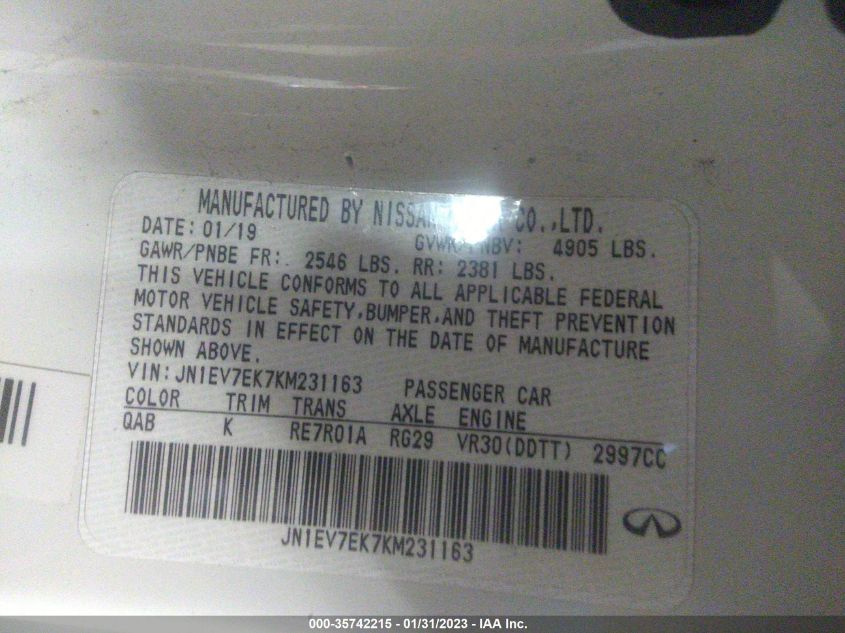 MANUFACTURED BY NISSAN CO.,LTD.
DATE: 01/19 GVWR/PNBV: 4905 LBS.
GAWR/PNBE FR: 2546 LBS. RR: 2381 LBS.
THIS VEHICLE CONFORMS TO ALL APPLICABLE FEDERAL
MOTOR VEHICLE SAFETY,BUMPER,AND THEFT PREVENTION
STANDARDS IN EFFECT ON THE DATE OF MANUFACTURE
SHOWN ABOVE.
VIN: JN1EV7EK7KM231163 PASSENGER CAR
COLOR TRIM TRANS AXLE ENGINE
QAB K RE7R01A RG29 VR30(DDTT) 2997CC
JN1EV7EK7KM231163
000-35742215 - 01/31/2023 - IAA Inc.